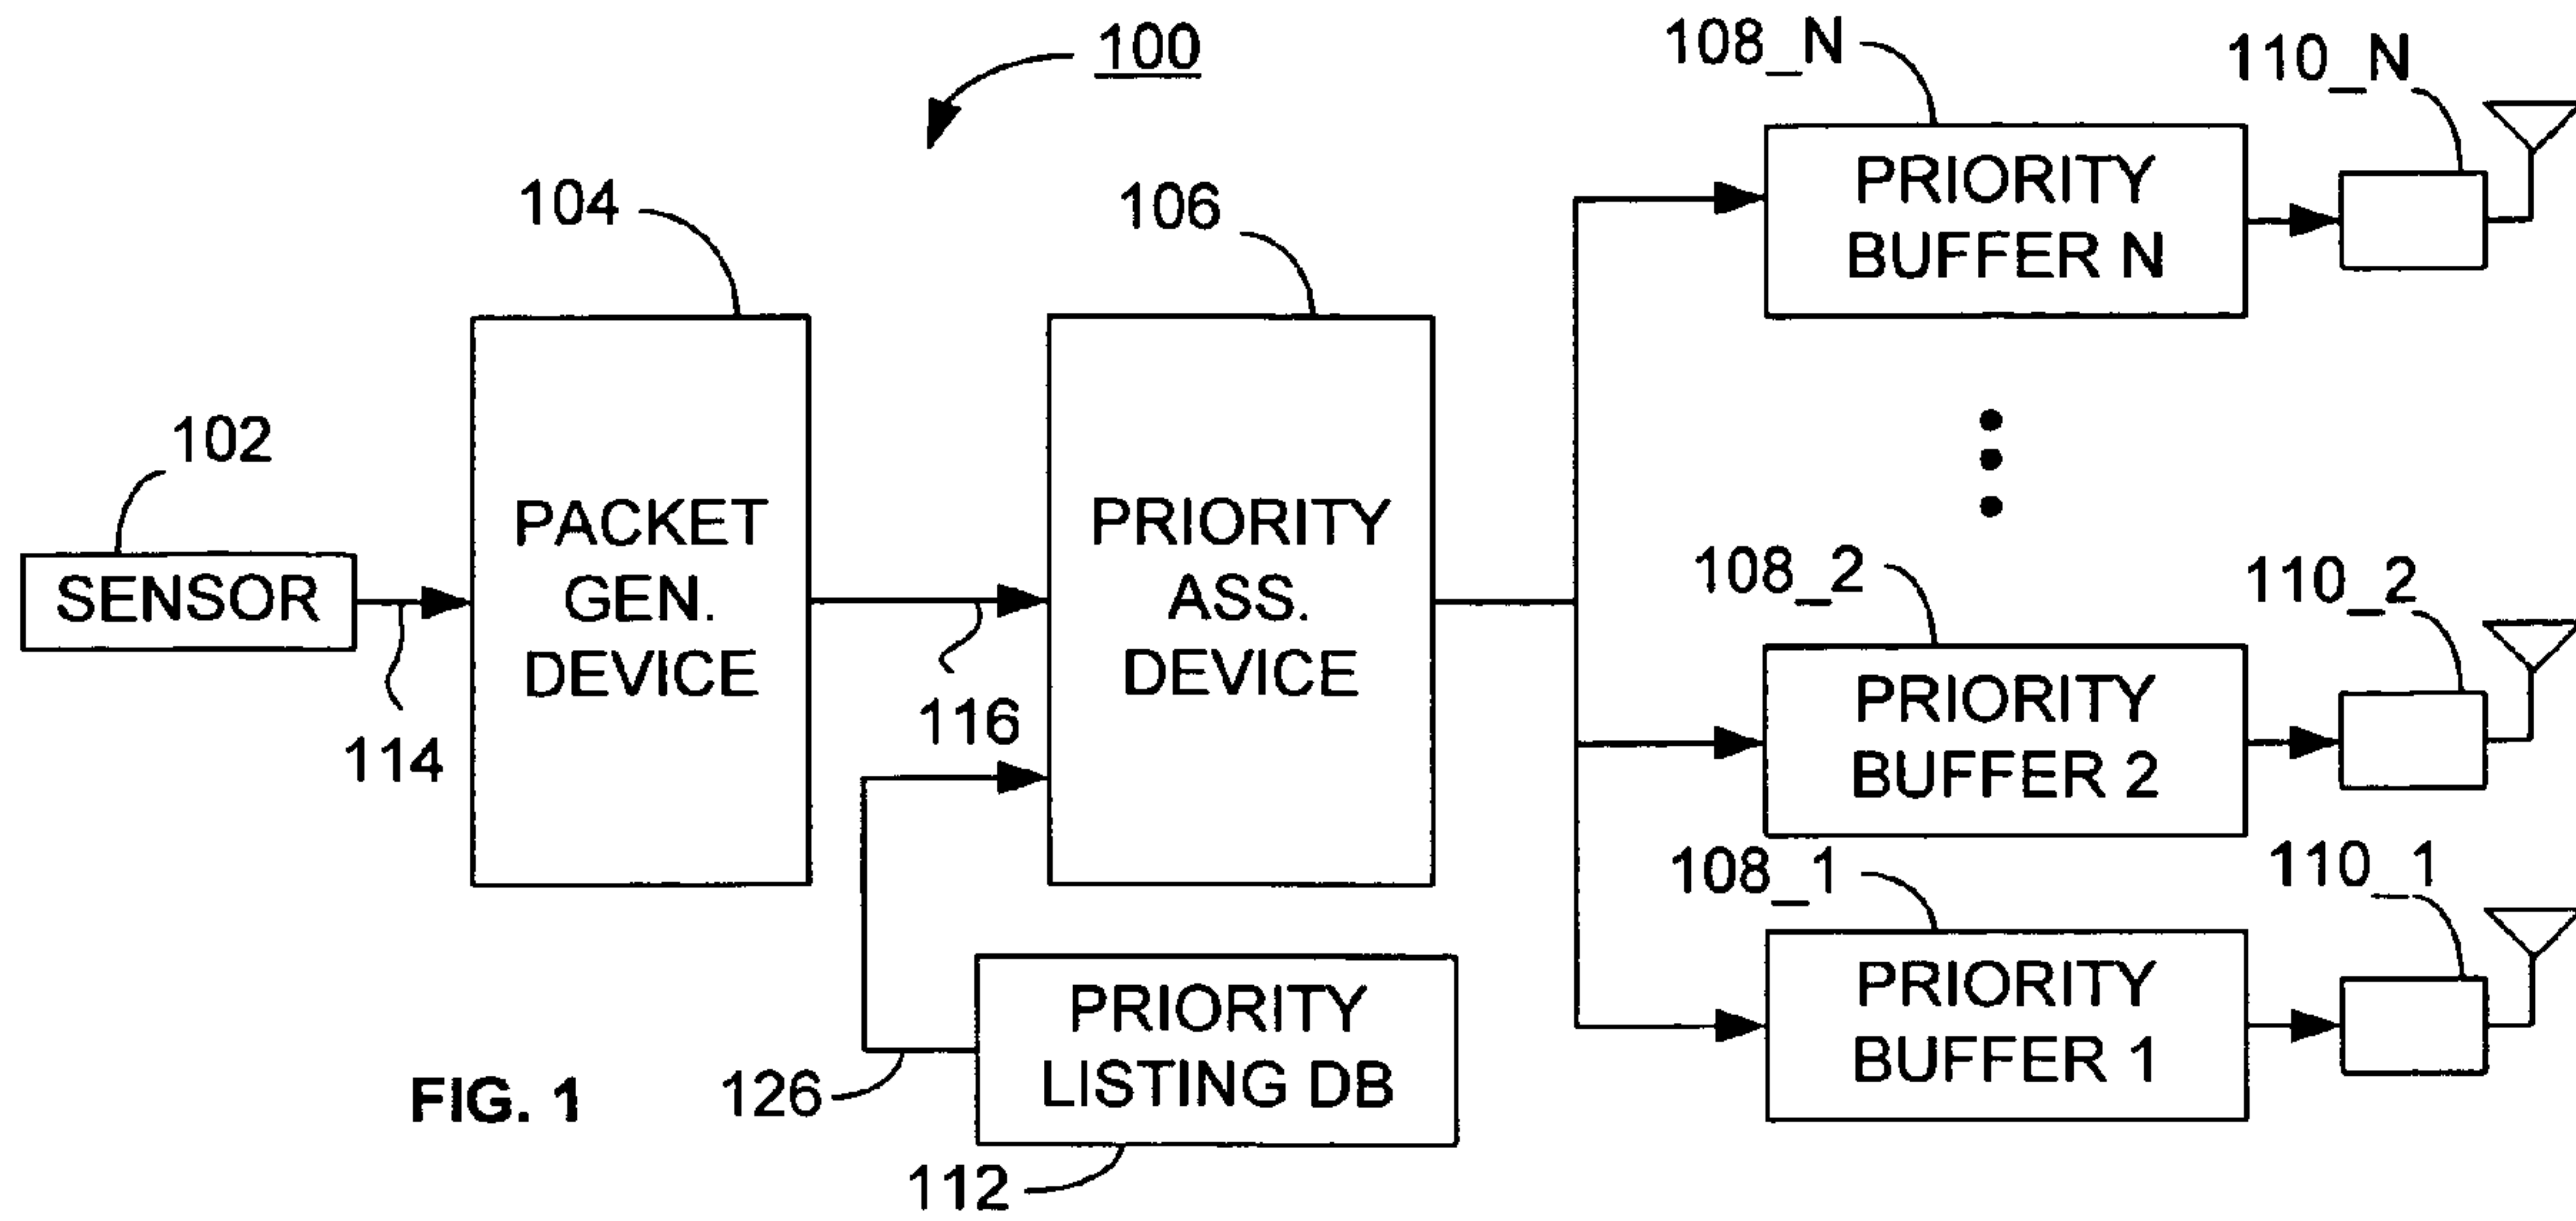 100
108_N
110_N
PRIORITY
BUFFER N
104
106
102
SENSOR
114
PACKET
GEN.
DEVICE
116
PRIORITY
ASS.
DEVICE
108_2
110_2
PRIORITY
BUFFER 2
108_1
110_1
PRIORITY
BUFFER 1
126
PRIORITY
LISTING DB
112
FIG. 1